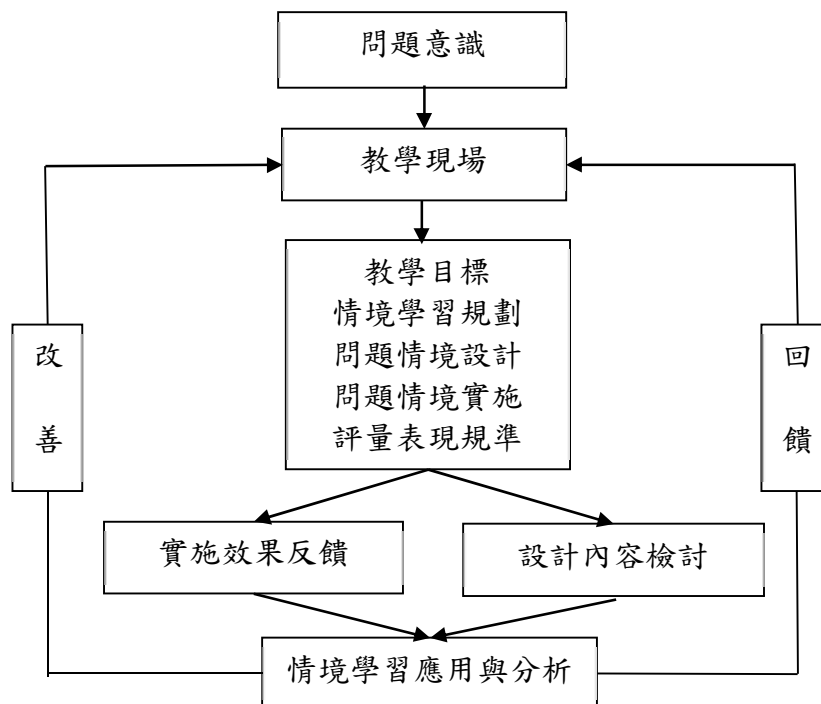 問題意識
教學現場
教學目標
情境學習規劃
問題情境設計
問題情境實施
評量表現規準
改
善
回
饋
實施效果反饋
設計內容檢討
情境學習應用與分析